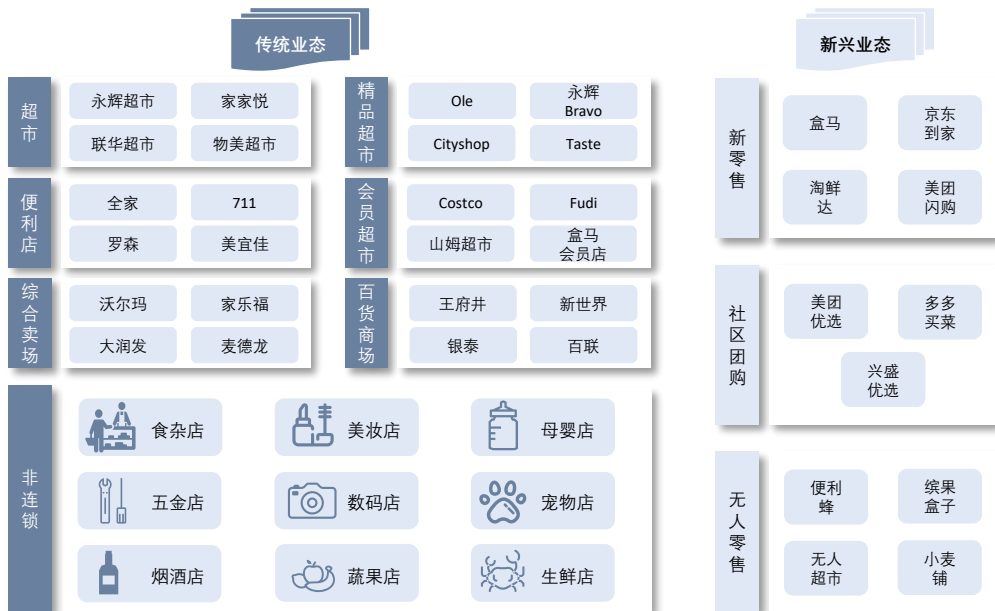 传统业态
超市
永辉超市
家家悦
联华超市
物美超市
精品超市
Ole
永辉
Bravo
Cityshop
Taste
便利店
全家
711
罗森
美宜佳
会员超市
Costco
Fudi
山姆超市
盒马
会员店
综合卖场
沃尔玛
家乐福
大润发
麦德龙
百货商场
王府井
新世界
银泰
百联
非连锁
食杂店
美妆店
母婴店
五金店
数码店
宠物店
烟酒店
蔬果店
生鲜店
新兴业态
新零售
盒马
京东
到家
淘鲜
达
美团
闪购
社区团购
美团
优选
多多
买菜
兴盛
优选
无人零售
便利
蜂
缤果
盒子
无人
超市
小麦
铺